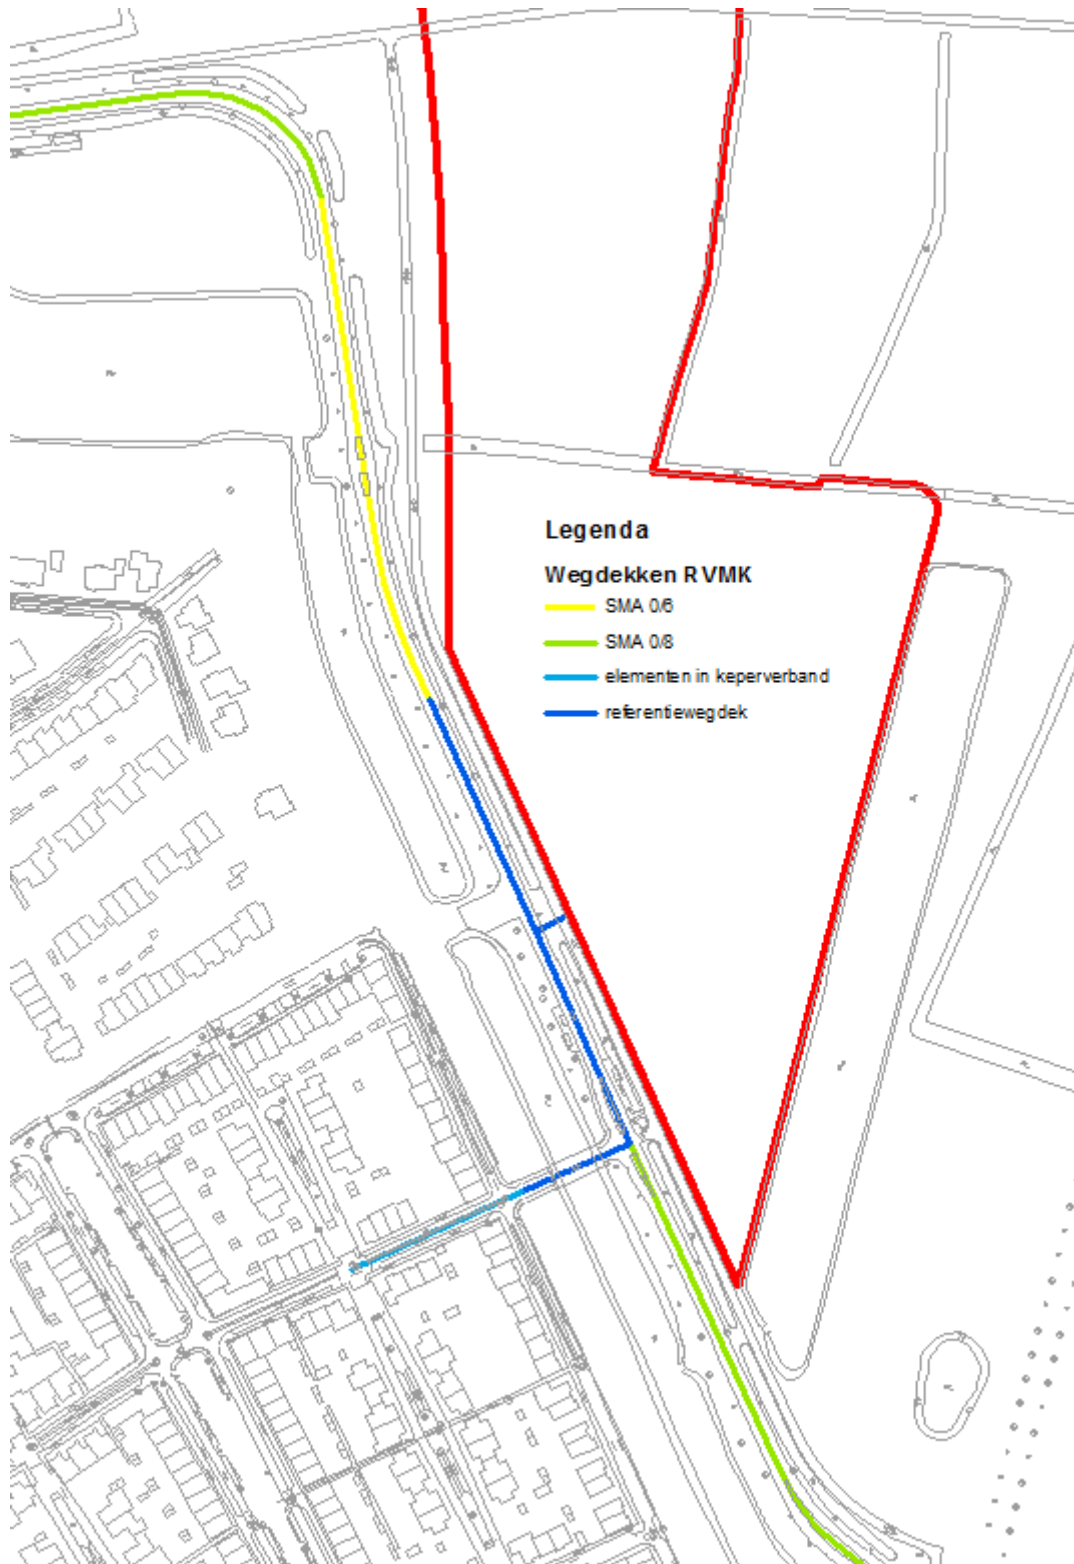 Legenda
Wegdekken RVMK
SMA 0/6
SMA 0/8
elementen in keperverband
referentiewegdek